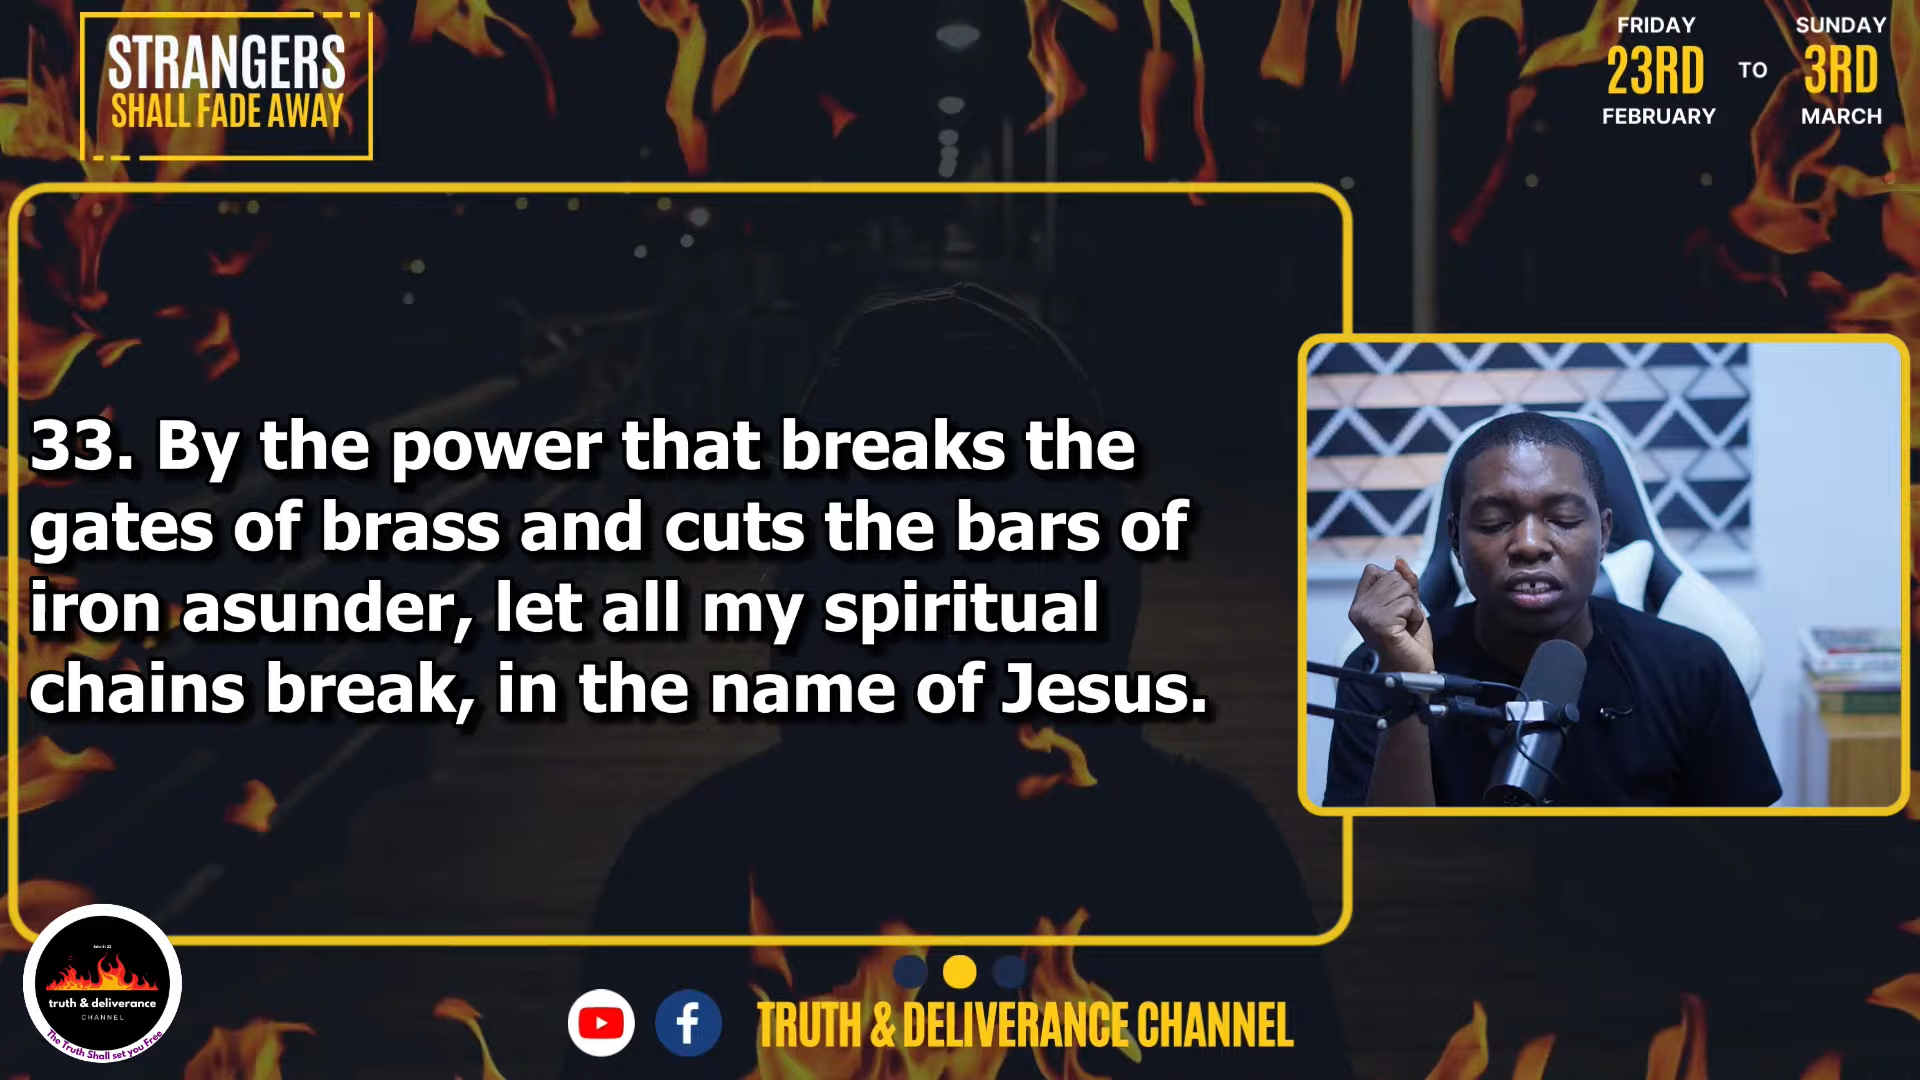 STRANGERS
SHALL FADE AWAY
FRIDAY
23RD
FEBRUARY
TO
SUNDAY
3RD
MARCH
33. By the power that breaks the
gates of brass and cuts the bars of
iron asunder, let all my spiritual
chains break, in the name of Jesus.
truth & deliverance
CHANNEL
The Truth Shall set you Free
TRUTH & DELIVERANCE CHANNEL